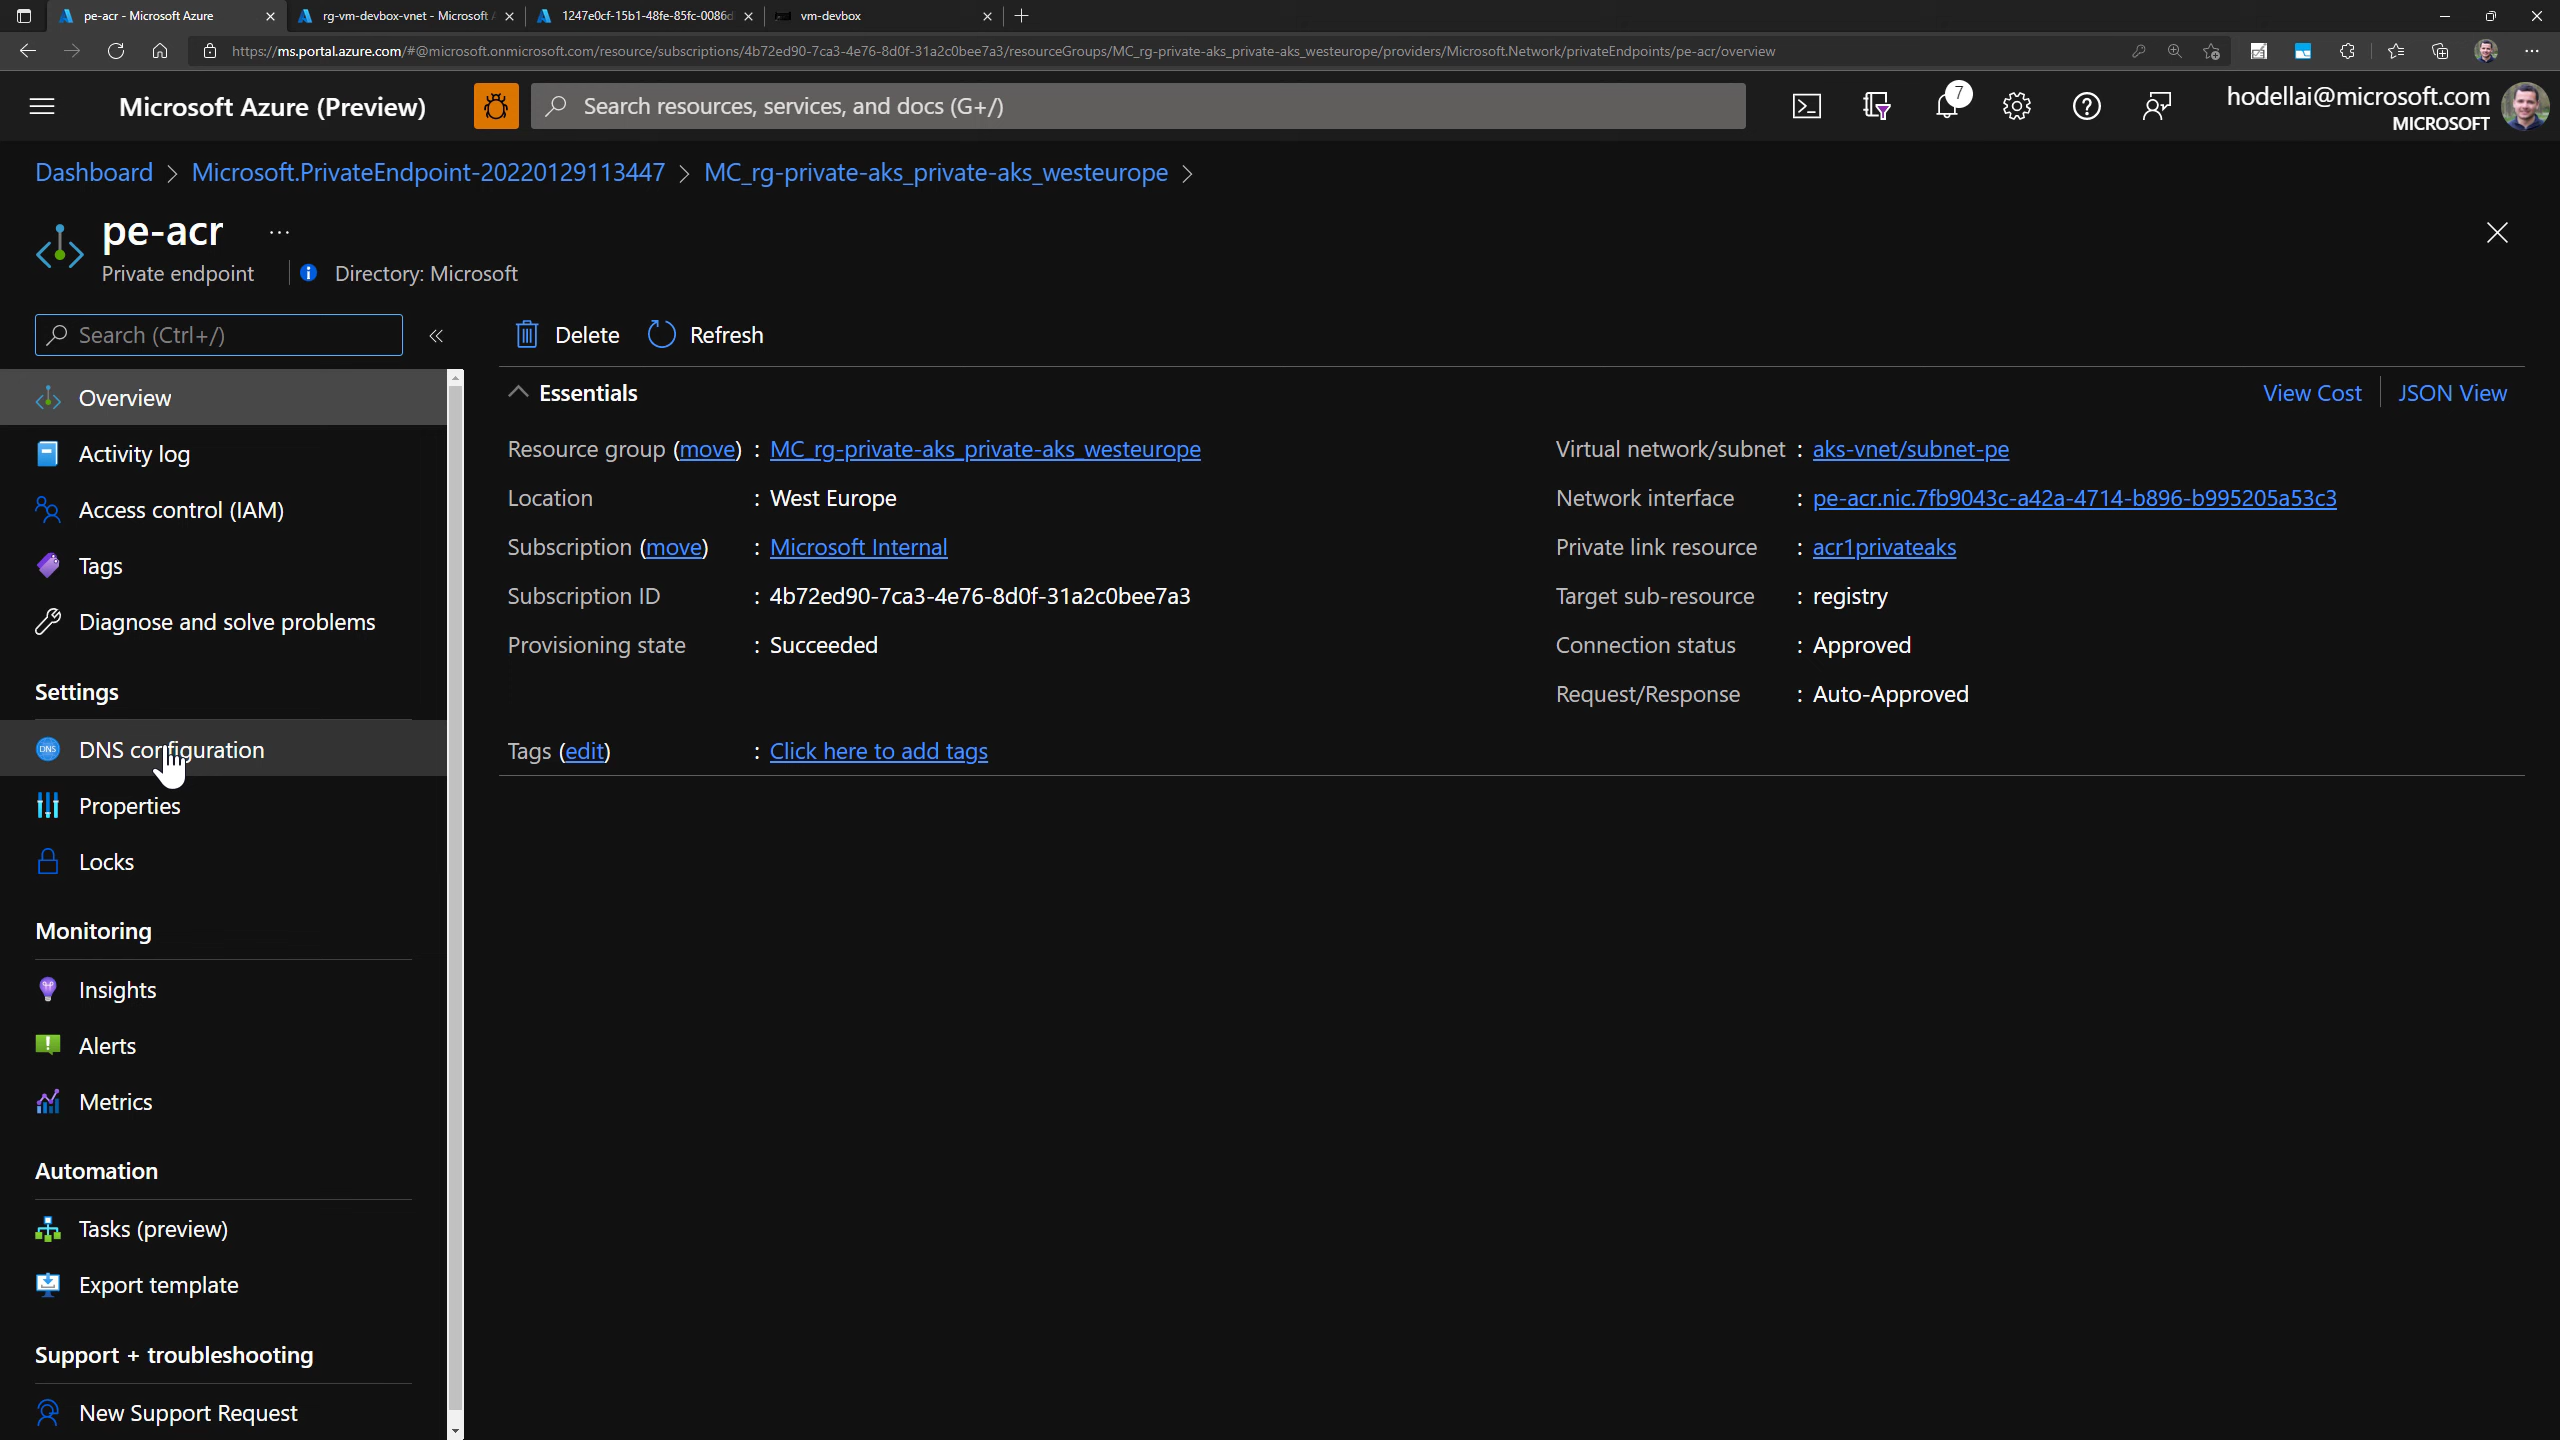 pe-acr - Microsoft Azure
rg-vm-devbox-vnet - Microsoft
1247e0cf-15b1-48fe-85fc-0086d
vm-devbox
https://ms.portal.azure.com/#@microsoft.onmicrosoft.com/resource/subscriptions/4b72ed90-7ca3-4e76-8d0f-31a2c0bee7a3/resourceGroups/MC_rg-private-aks_private-aks_westeurope/providers/Microsoft.Network/privateEndpoints/pe-acr/overview
Microsoft Azure (Preview)
Search resources, services, and docs (G+/)
7
hodellai@microsoft.com
MICROSOFT
Dashboard > Microsoft.PrivateEndpoint-20220129113447 > MC_rg-private-aks_private-aks_westeurope >
pe-acr ...
Private endpoint | Directory: Microsoft
Search (Ctrl+/)
«
Delete
Refresh
Overview
Activity log
Access control (IAM)
Tags
Diagnose and solve problems
Settings
DNS configuration
Properties
Locks
Monitoring
Insights
Alerts
Metrics
Automation
Tasks (preview)
Export template
Support + troubleshooting
New Support Request
Essentials
View Cost | JSON View
Resource group (move) : MC_rg-private-aks_private-aks_westeurope
Location : West Europe
Subscription (move) : Microsoft Internal
Subscription ID : 4b72ed90-7ca3-4e76-8d0f-31a2c0bee7a3
Provisioning state : Succeeded
Virtual network/subnet : aks-vnet/subnet-pe
Network interface : pe-acr.nic.7fb9043c-a42a-4714-b896-b995205a53c3
Private link resource : acr1privateaks
Target sub-resource : registry
Connection status : Approved
Request/Response : Auto-Approved
Tags (edit) : Click here to add tags